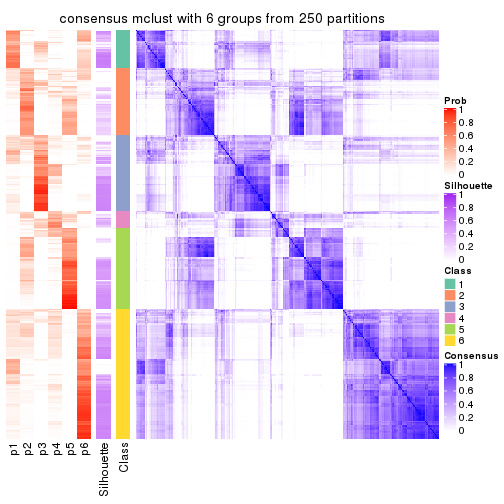 consensus mclust with 6 groups from 250 partitions
Prob
1
0.8
0.6
0.4
0.2
0
Silhouette
1
0.8
0.6
0.4
0.2
0
Class
1
2
3
4
5
6
Consensus
1
0.8
0.6
0.4
0.2
0
p1
p2
p3
p4
p5
p6
Silhouette
Class